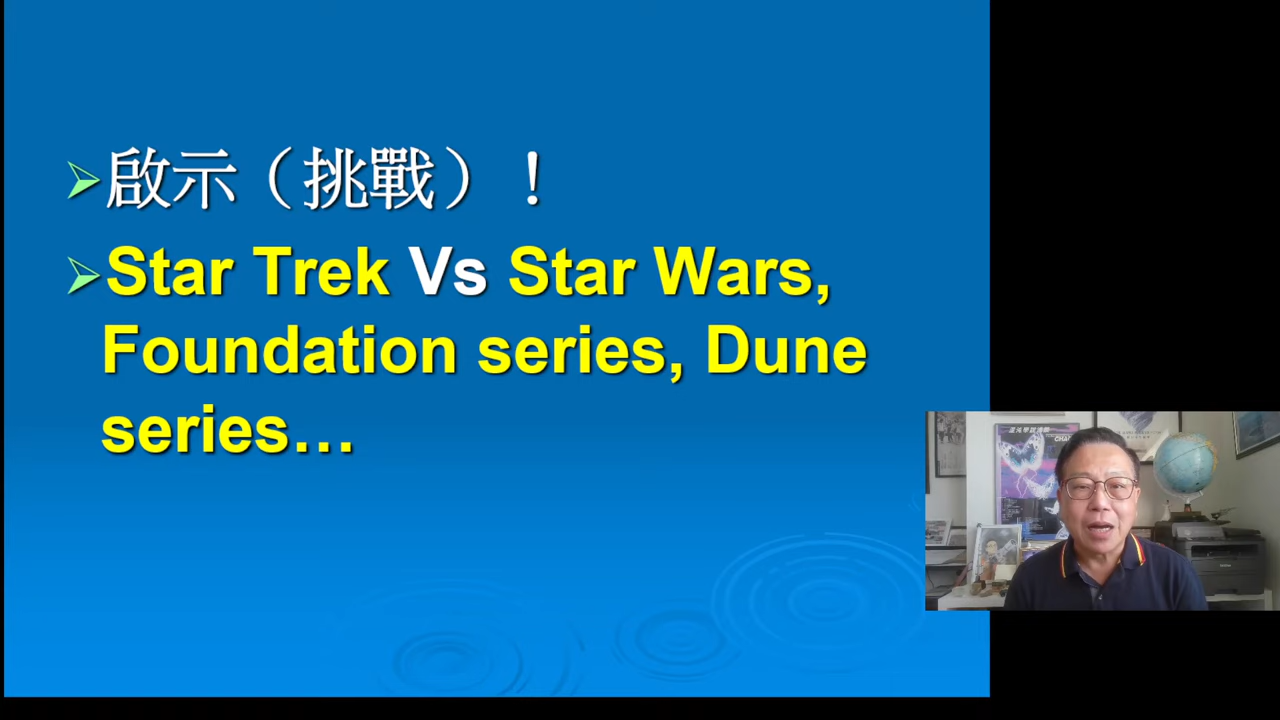 啟示（挑戰）！
Star Trek Vs Star Wars,
Foundation series, Dune
series…